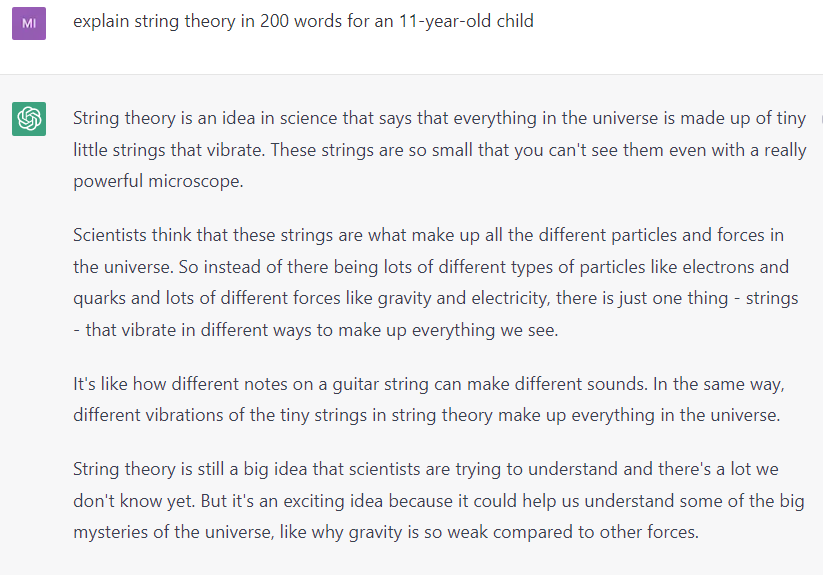 MI
explain string theory in 200 words for an 11-year-old child
String theory is an idea in science that says that everything in the universe is made up of tiny
little strings that vibrate. These strings are so small that you can't see them even with a really
powerful microscope.
Scientists think that these strings are what make up all the different particles and forces in
the universe. So instead of there being lots of different types of particles like electrons and
quarks and lots of different forces like gravity and electricity, there is just one thing - strings
- that vibrate in different ways to make up everything we see.
It's like how different notes on a guitar string can make different sounds. In the same way,
different vibrations of the tiny strings in string theory make up everything in the universe.
String theory is still a big idea that scientists are trying to understand and there's a lot we
don't know yet. But it's an exciting idea because it could help us understand some of the big
mysteries of the universe, like why gravity is so weak compared to other forces.